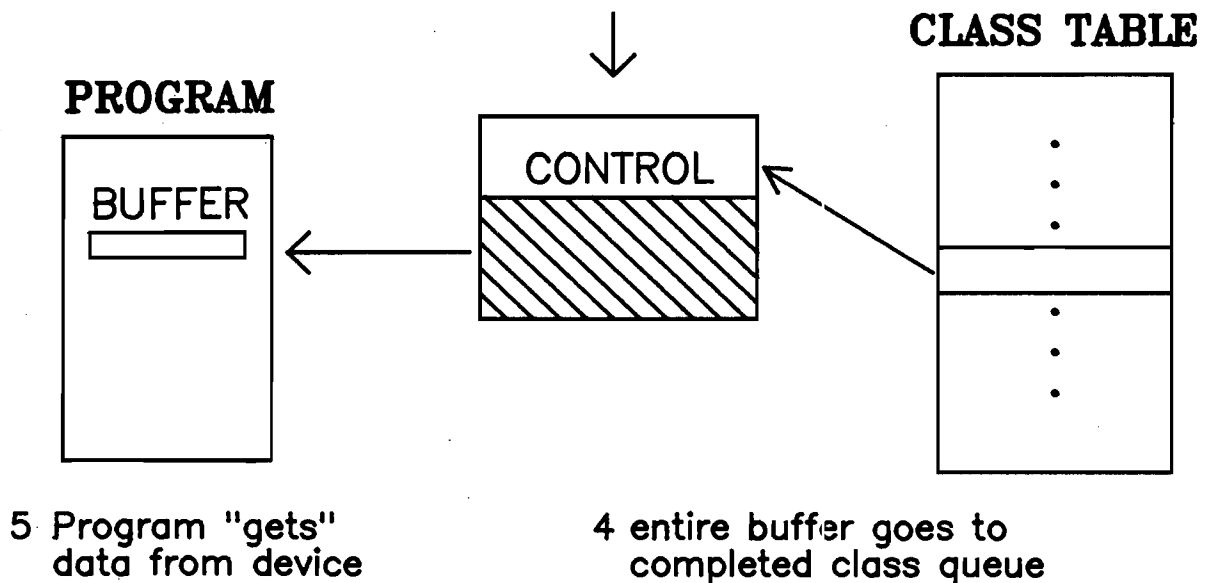 CLASS TABLE
PROGRAM
CONTROL
BUFFER
5 Program "gets"
data from device
4 entire buffer goes to
completed class queue